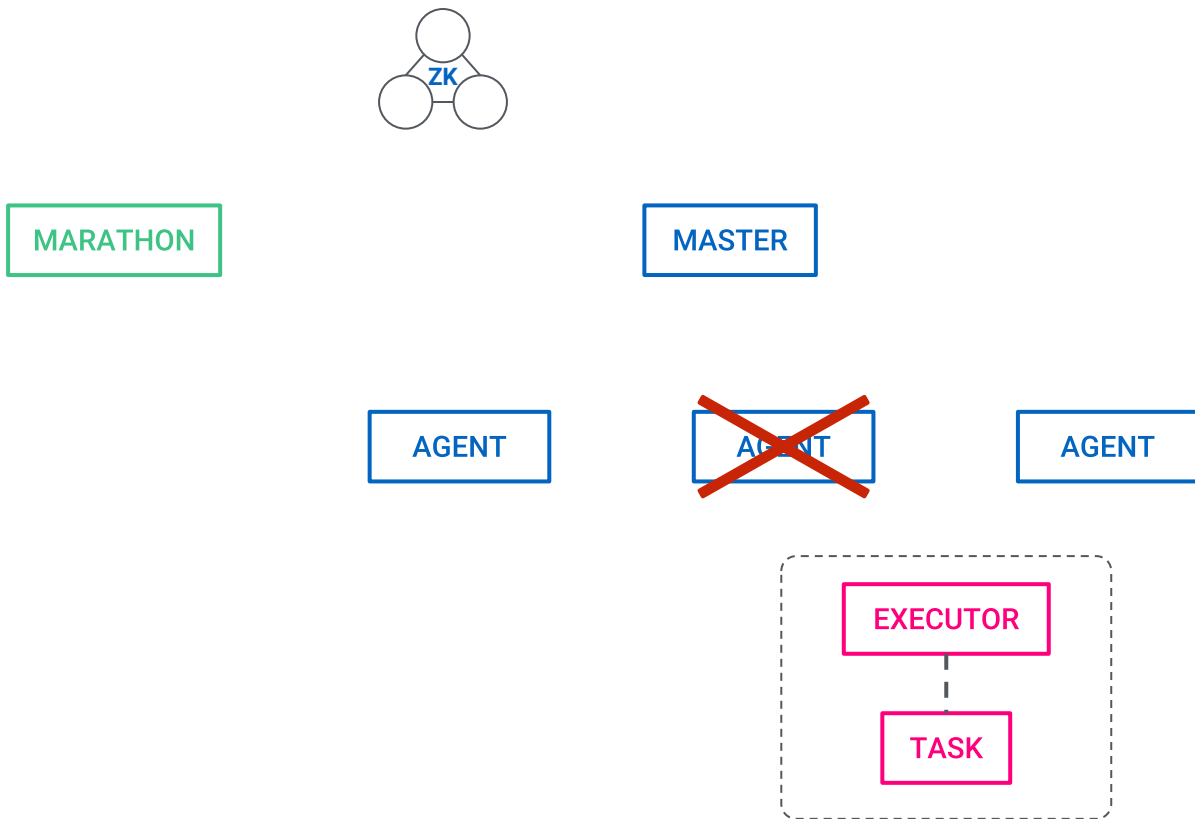 ZK
MARATHON
MASTER
AGENT
AGENT
AGENT
EXECUTOR
TASK